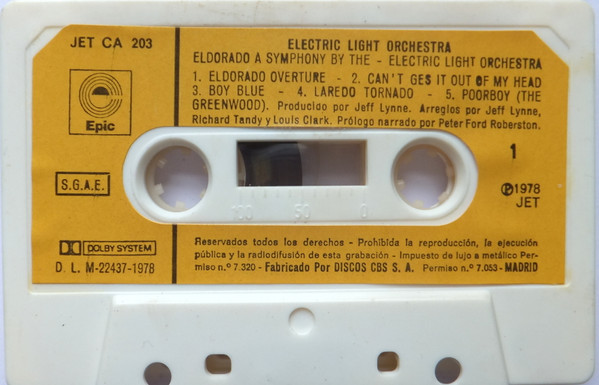 JET CA 203
ELECTRIC LIGHT ORCHESTRA
ELDORADO A SYMPHONY BY THE - ELECTRIC LIGHT ORCHESTRA
1. ELDORADO OVERTURE - 2. CAN'T GES IT OUT OF MY HEAD
3. BOY BLUE - 4. LAREDO TORNADO - 5. POORBOY (THE
GREENWOOD). Producido por Jeff Lynne. Arreglos por Jeff Lynne,
Richard Tandy y Louis Clark. Prólogo narrado por Peter Ford Roberston.
Epic
1
S.G.A.E.
℗ 1978
JET
100 50 0
DOLBY SYSTEM
D. L. M-22437-1978
Reservados todos los derechos - Prohibida la reproducción, la ejecución
pública y la radiodifusión de esta grabación - Impuesto de lujo a metálico Per-
miso n.º 7.320 - Fabricado Por DISCOS CBS S. A. Permiso n.º 7.053 - MADRID